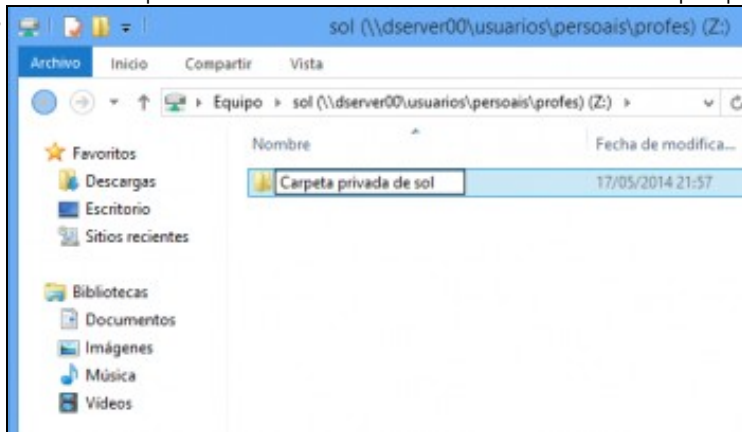 sol (\\dserver00\usuarios\persoais\profes) (Z:)
Archivo Inicio Compartir Vista
Equipo sol (\\dserver00\usuarios\persoais\profes) (Z:)
Favoritos
Descargas
Escritorio
Sitios recientes
Bibliotecas
Documentos
Imágenes
Música
Vídeos
Nombre Fecha de modifica...
Carpeta privada de sol 17/05/2014 21:57